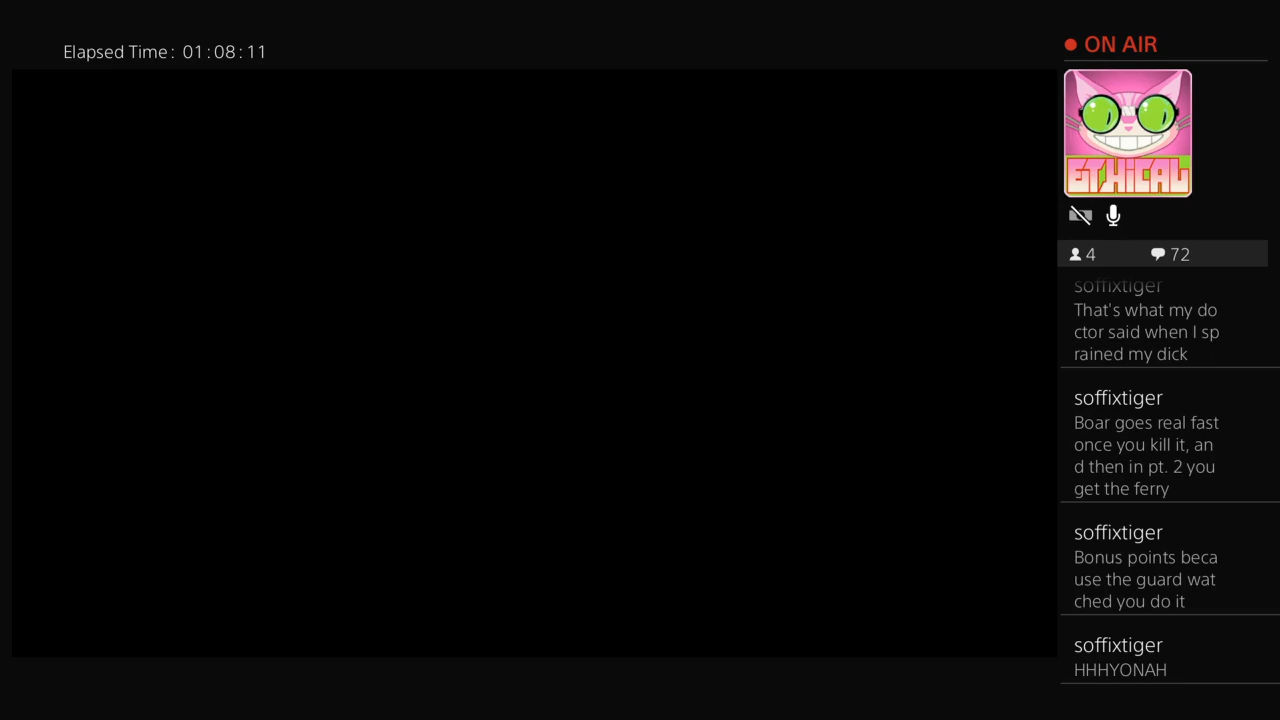 Elapsed Time: 01:08:11
ON AIR
ETHICAL
4 72
soffixtiger
That's what my do
ctor said when I sp
rained my dick
soffixtiger
Boar goes real fast
once you kill it, an
d then in pt. 2 you
get the ferry
soffixtiger
Bonus points beca
use the guard wat
ched you do it
soffixtiger
HHHYONAH